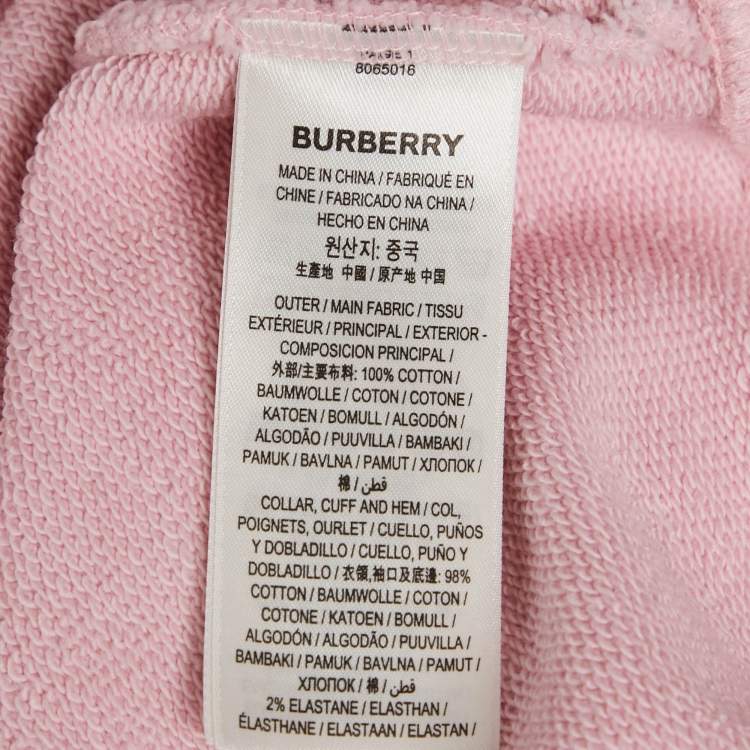 8065016
BURBERRY
MADE IN CHINA / FABRIQUÉ EN
CHINE / FABRICADO NA CHINA /
HECHO EN CHINA
원산지: 중국
生產地 中國 / 原产地 中国
OUTER / MAIN FABRIC / TISSU
EXTÉRIEUR / PRINCIPAL / EXTERIOR -
COMPOSICION PRINCIPAL /
外部/主要布料: 100% COTTON /
BAUMWOLLE / COTON / COTONE /
KATOEN / BOMULL / ALGODÓN /
ALGODÃO / PUUVILLA / BAMBAKI /
PAMUK / BAVLNA / PAMUT / ХЛОПОК /
棉 / قطن /
COLLAR, CUFF AND HEM / COL,
POIGNETS, OURLET / CUELLO, PUÑOS
Y DOBLADILLO / CUELLO, PUÑO Y
DOBLADILLO / 衣領,袖口及底邊: 98%
COTTON / BAUMWOLLE / COTON /
COTONE / KATOEN / BOMULL /
ALGODÓN / ALGODÃO / PUUVILLA /
BAMBAKI / PAMUK / BAVLNA / PAMUT /
ХЛОПОК / 棉 / قطن /
2% ELASTANE / ELASTHAN /
ÉLASTHANE / ELASTAAN / ELASTAN /